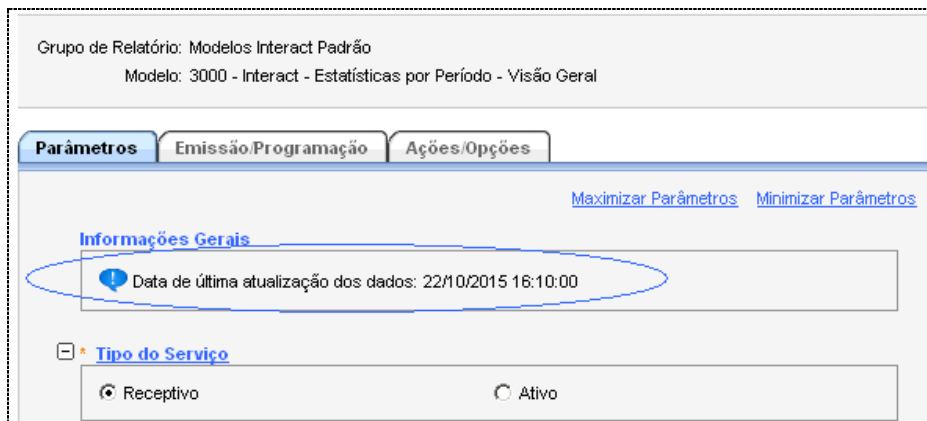 Grupo de Relatório: Modelos Interact Padrão
Modelo: 3000 - Interact - Estatísticas por Período - Visão Geral
Parâmetros Emissão/Programação Ações/Opções
Maximizar Parâmetros Minimizar Parâmetros
Informações Gerais
Data de última atualização dos dados: 22/10/2015 16:10:00
* Tipo do Serviço
Receptivo Ativo